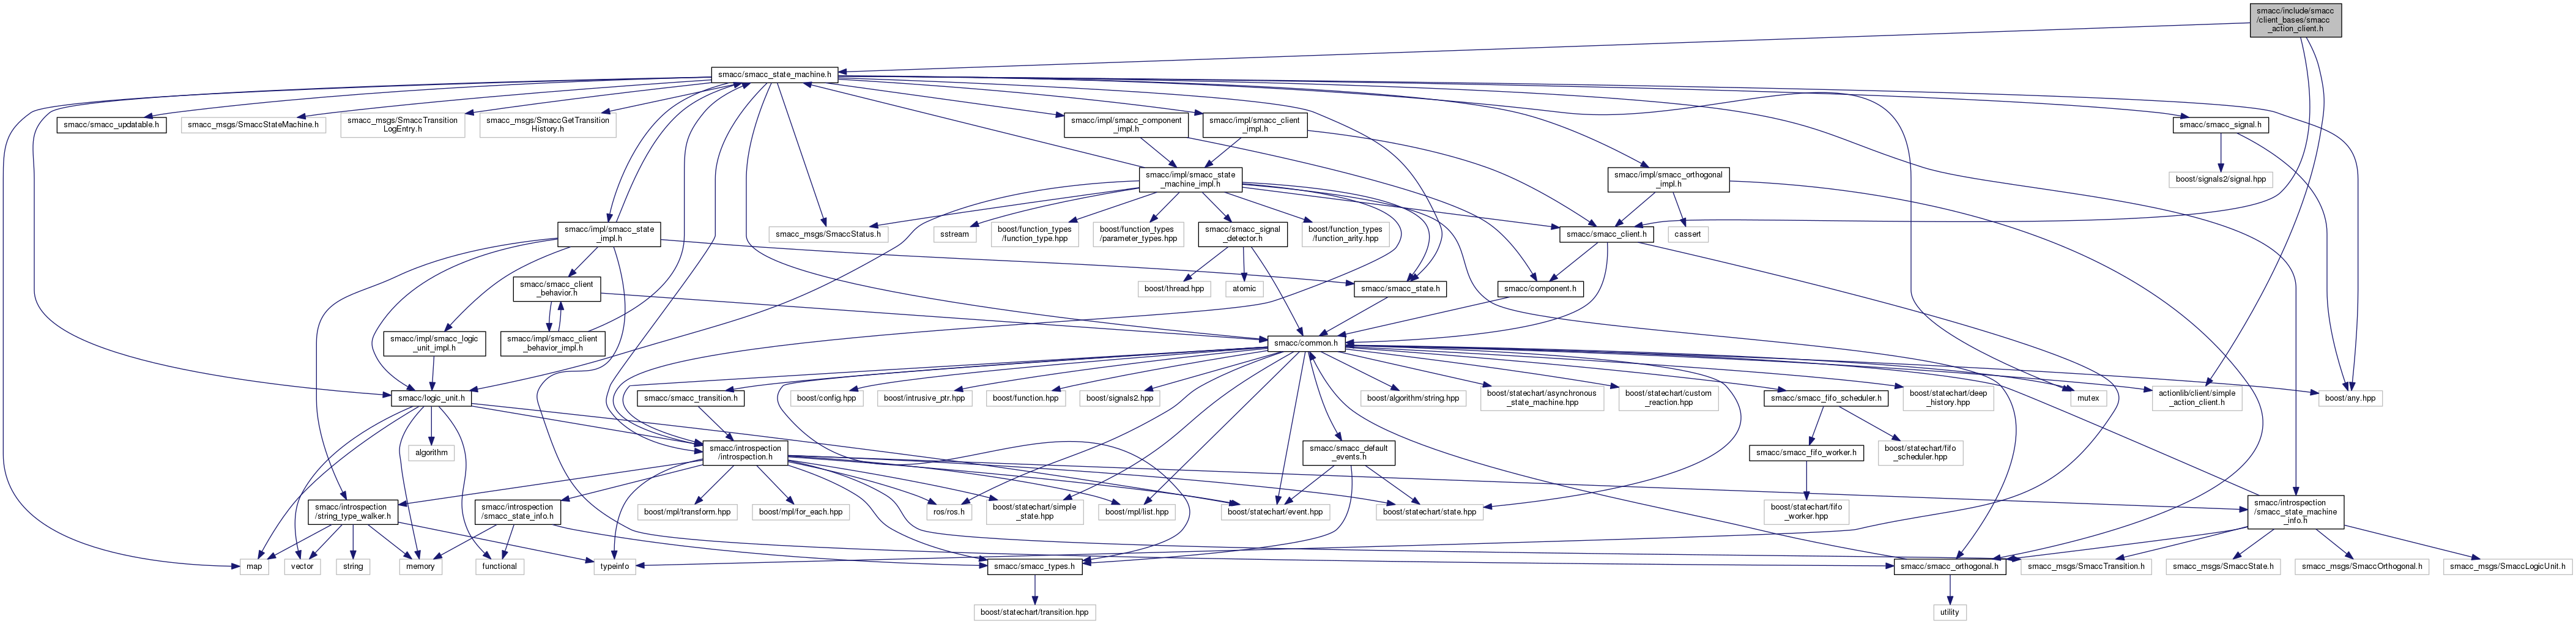 smacc/include/smacc
/client_bases/smacc
_action_client.h
smacc/smacc_state_machine.h
smacc/smacc_updatable.h
smacc_msgs/SmaccStateMachine.h
smacc_msgs/SmaccTransition
LogEntry.h
smacc_msgs/SmaccGetTransition
History.h
smacc/impl/smacc_component
_impl.h
smacc/impl/smacc_client
_impl.h
smacc/smacc_signal.h
smacc/impl/smacc_state
_machine_impl.h
smacc/impl/smacc_orthogonal
_impl.h
boost/signals2/signal.hpp
smacc/impl/smacc_state
_impl.h
smacc_msgs/SmaccStatus.h
sstream
boost/function_types
/function_type.hpp
boost/function_types
/parameter_types.hpp
smacc/smacc_signal
_detector.h
boost/function_types
/function_arity.hpp
smacc/smacc_client.h
cassert
smacc/smacc_client
_behavior.h
boost/thread.hpp
atomic
smacc/smacc_state.h
smacc/component.h
smacc/impl/smacc_logic
_unit_impl.h
smacc/impl/smacc_client
_behavior_impl.h
smacc/common.h
smacc/logic_unit.h
smacc/smacc_transition.h
boost/config.hpp
boost/intrusive_ptr.hpp
boost/function.hpp
boost/signals2.hpp
boost/algorithm/string.hpp
boost/statechart/asynchronous
_state_machine.hpp
boost/statechart/custom
_reaction.hpp
smacc/smacc_fifo_scheduler.h
boost/statechart/deep
_history.hpp
mutex
actionlib/client/simple
_action_client.h
boost/any.hpp
algorithm
smacc/introspection
/introspection.h
smacc/smacc_default
_events.h
smacc/smacc_fifo_worker.h
boost/statechart/fifo
_scheduler.hpp
smacc/introspection
/string_type_walker.h
smacc/introspection
/smacc_state_info.h
boost/mpl/transform.hpp
boost/mpl/for_each.hpp
ros/ros.h
boost/statechart/simple
_state.hpp
boost/mpl/list.hpp
boost/statechart/event.hpp
boost/statechart/state.hpp
boost/statechart/fifo
_worker.hpp
smacc/introspection
/smacc_state_machine
_info.h
map
vector
string
memory
functional
typeinfo
smacc/smacc_types.h
smacc/smacc_orthogonal.h
smacc_msgs/SmaccTransition.h
smacc_msgs/SmaccState.h
smacc_msgs/SmaccOrthogonal.h
smacc_msgs/SmaccLogicUnit.h
boost/statechart/transition.hpp
utility